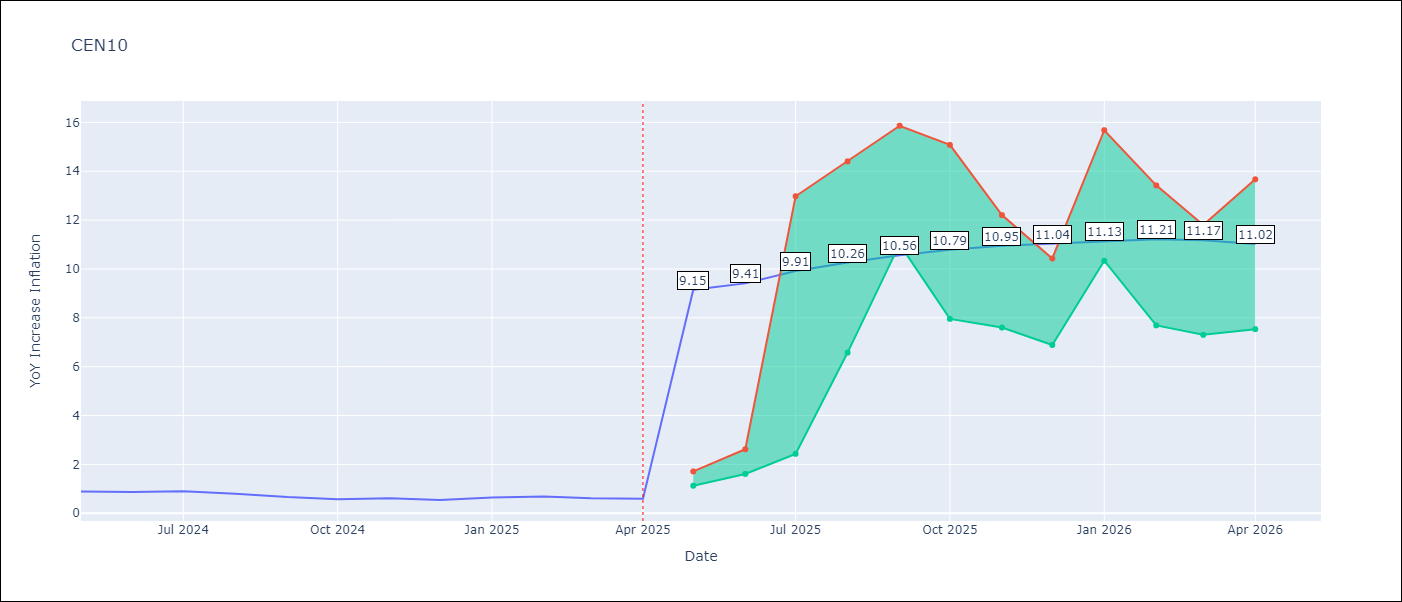 CEN10
YoY Increase Inflation
16
14
12
10
8
6
4
2
0
9.15
9.41
9.91
10.26
10.56
10.79
10.95
11.04
11.13
11.21
11.17
11.02
Jul 2024
Oct 2024
Jan 2025
Apr 2025
Jul 2025
Oct 2025
Jan 2026
Apr 2026
Date